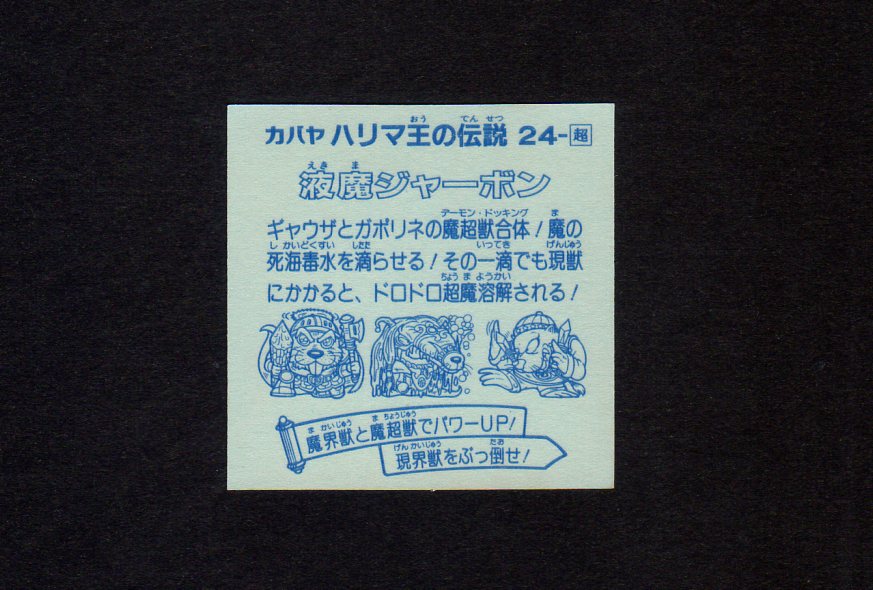 カバヤ ハリマ王の伝説 24-超
液魔ジャーボン
ギャウザとガポリネの魔超獣合体！魔の
死海毒水を滴らせる！その一滴でも現獣
にかかると、ドロドロ超魔溶解される！
魔界獣と魔超獣でパワーUP！
現界獣をぶっ倒せ！